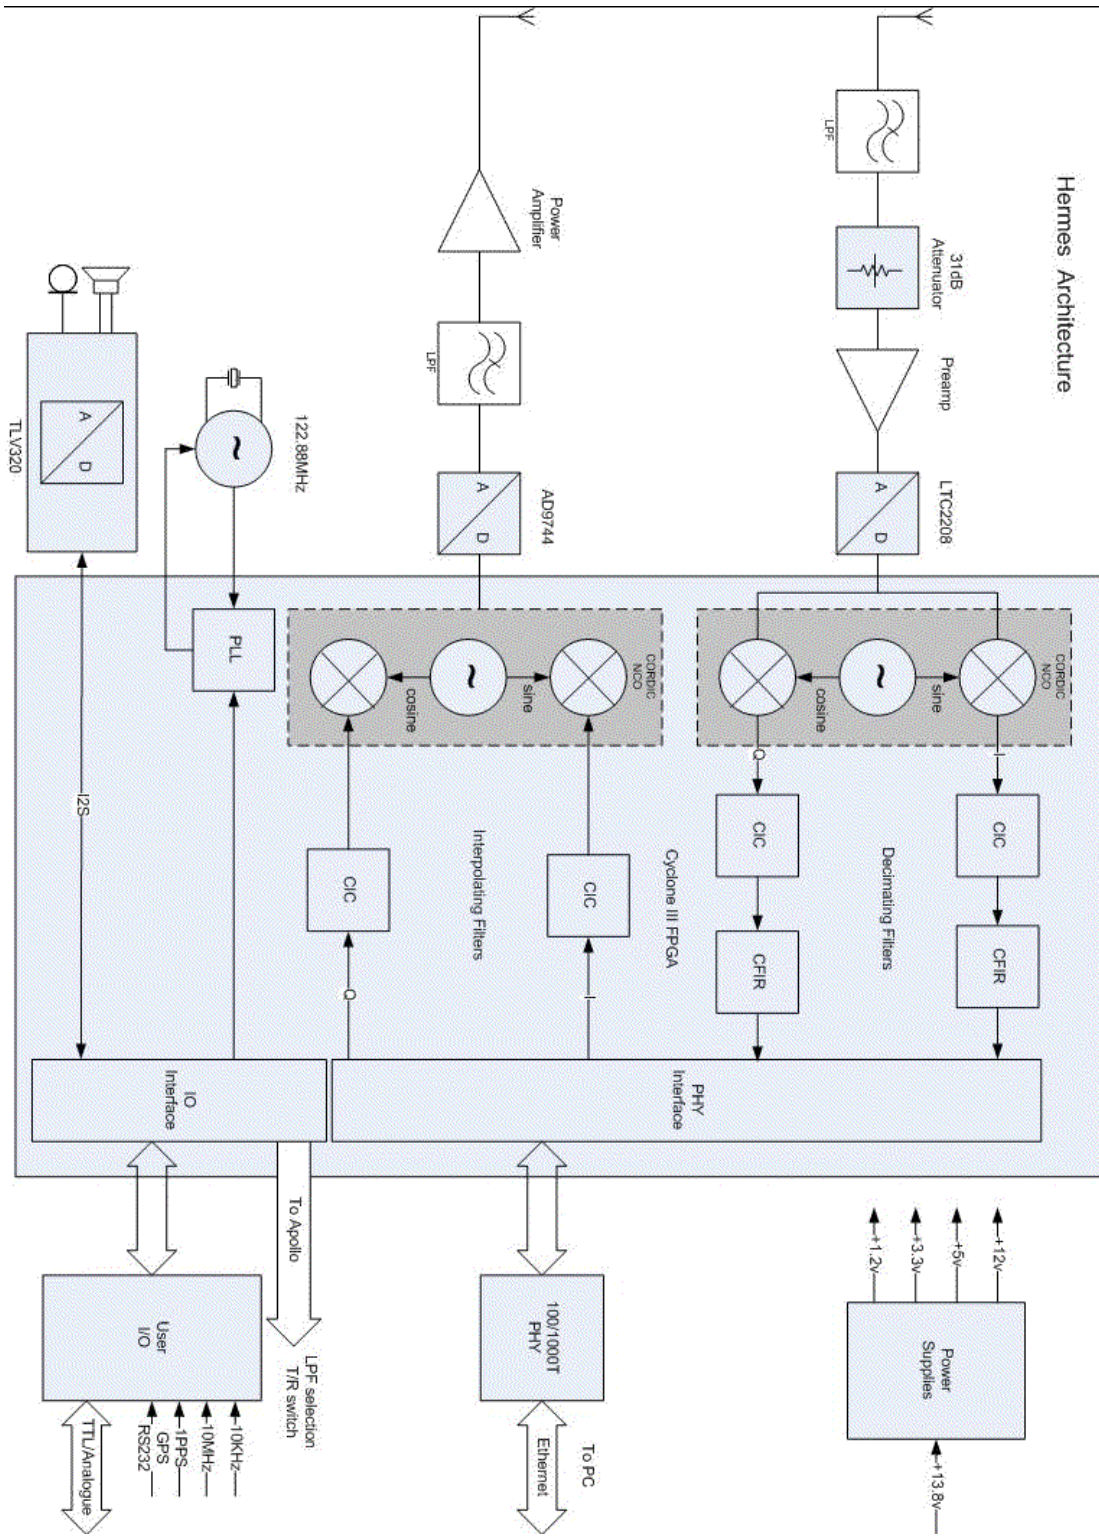 Hermes Architecture
LPF
31dB
Attenuator
Preamp
LTC2208
A
D
CORDIC
NCO
sine
cosine
I
Q
CIC
CFIR
CIC
CFIR
Decimating Filters
Cyclone III FPGA
Power
Amplifier
LPF
AD9744
A
D
CORDIC
NCO
sine
cosine
CIC
I
CIC
Q
Interpolating Filters
122.88MHz
PLL
A
D
TLV320
I2S
PHY
Interface
IO
Interface
+12v
+5v
+3.3v
+1.2v
Power
Supplies
+13.8v
100/1000T
PHY
To PC
Ethernet
To Apollo
LPF selection
T/R switch
User
I/O
10KHz
10MHz
1PPS
GPS
RS232
TTL/Analogue